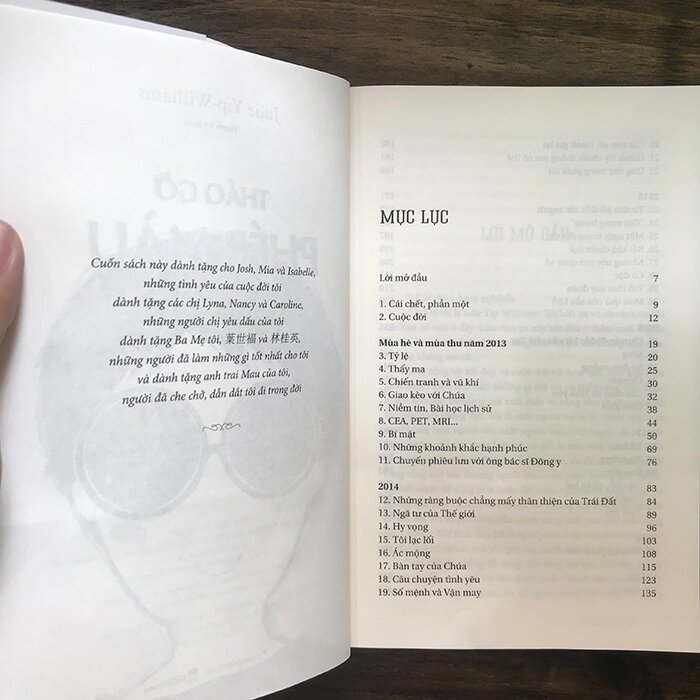 Julie Yip-Williams
THÁO GỠ
Cuốn sách này dành tặng cho Josh, Mia và Isabelle,
những tình yêu của cuộc đời tôi
dành tặng các chị Lyna, Nancy và Caroline,
những người chị yêu dấu của tôi
dành tặng Ba Mẹ tôi, 葉世福 và 林桂英,
những người đã làm những gì tốt nhất cho tôi
và dành tặng anh trai Mau của tôi,
người đã che chở, dẫn dắt tôi đi trong đời
MỤC LỤC
Lời mở đầu 7
1. Cái chết, phần một 9
2. Cuộc đời 12
Mùa hè và mùa thu năm 2013 19
3. Tỷ lệ 20
4. Thấy ma 25
5. Chiến tranh và vũ khí 30
6. Giao kèo với Chúa 32
7. Niềm tin, Bài học lịch sử 38
8. CEA, PET, MRI... 44
9. Bí mật 50
10. Những khoảnh khắc hạnh phúc 69
11. Chuyến phiêu lưu với ông bác sĩ Đông y 76
2014 83
12. Những ràng buộc chẳng mấy thân thiện của Trái Đất 84
13. Ngã tư của Thế giới 89
14. Hy vọng 96
15. Tôi lạc lối 103
16. Ác mộng 108
17. Bàn tay của Chúa 115
18. Câu chuyện tình yêu 123
19. Số mệnh và Vận may 135